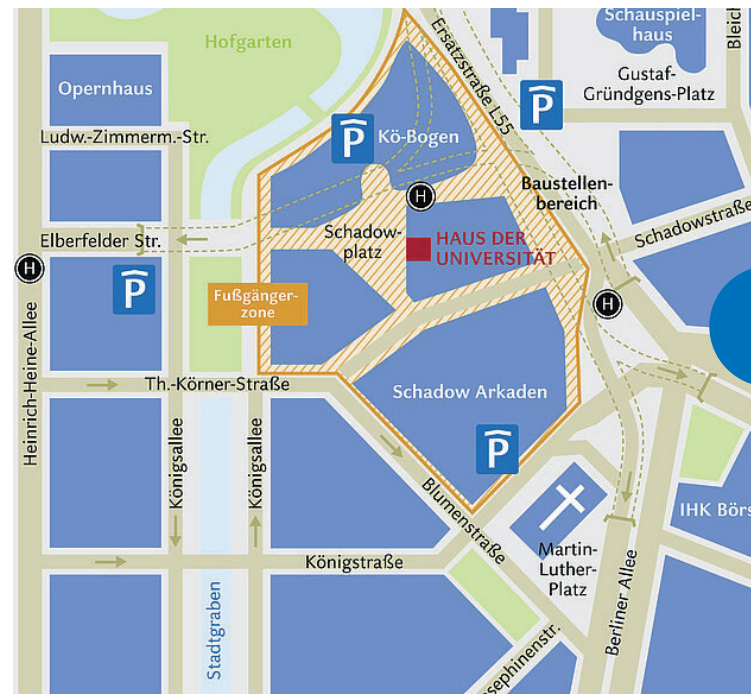 Schauspiel-
haus
Bleich
Hofgarten
Ersatzstraße L55
Gustaf-
Gründgens-Platz
Opernhaus
P
P
Kö-Bogen
Ludw.-Zimmerm.-Str.
Baustellen-
bereich
H
Schadowstraße
Elberfelder Str.
Schadow-
platz
HAUS DER
UNIVERSITÄT
H
P
Fußgänger-
zone
H
Heinrich-Heine-Allee
Th.-Körner-Straße
Schadow Arkaden
P
Königsallee
Königsallee
Blumenstraße
IHK Börs
Martin-
Luther-
Platz
Königstraße
Stadtgraben
Berliner Allee
osephinenstr.